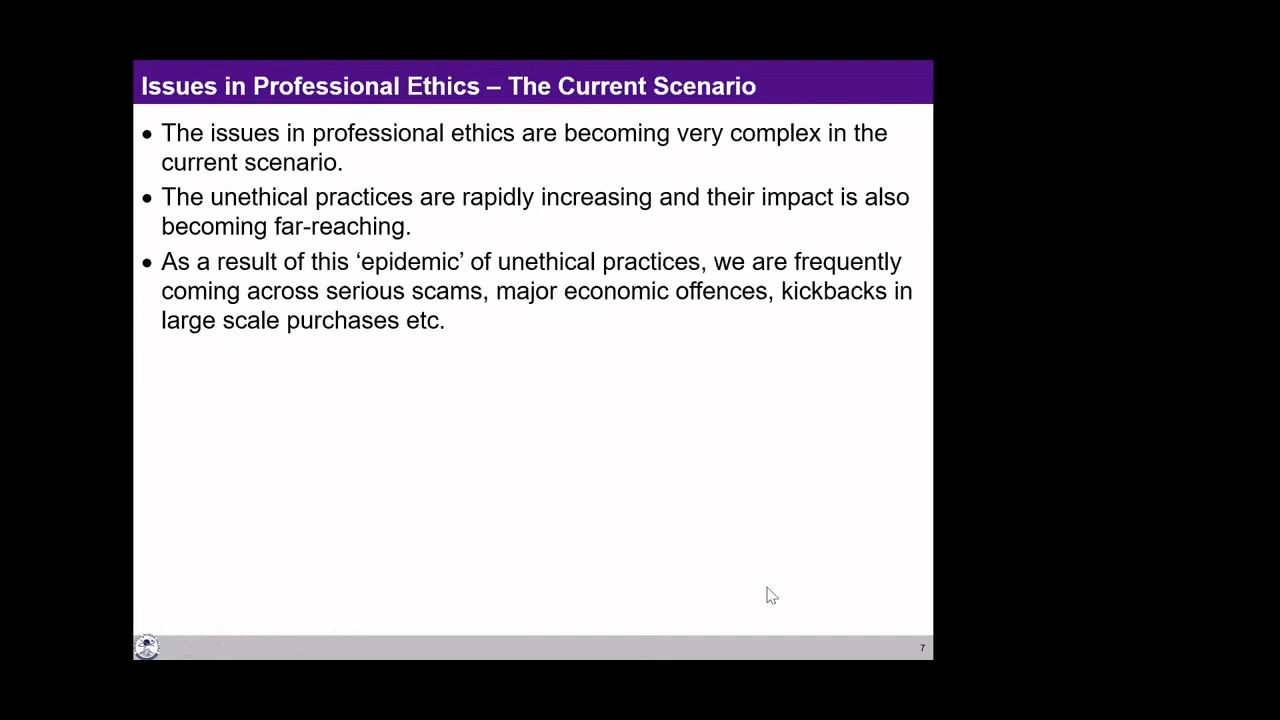 Issues in Professional Ethics – The Current Scenario
• The issues in professional ethics are becoming very complex in the
current scenario.
• The unethical practices are rapidly increasing and their impact is also
becoming far-reaching.
• As a result of this ‘epidemic’ of unethical practices, we are frequently
coming across serious scams, major economic offences, kickbacks in
large scale purchases etc.
7